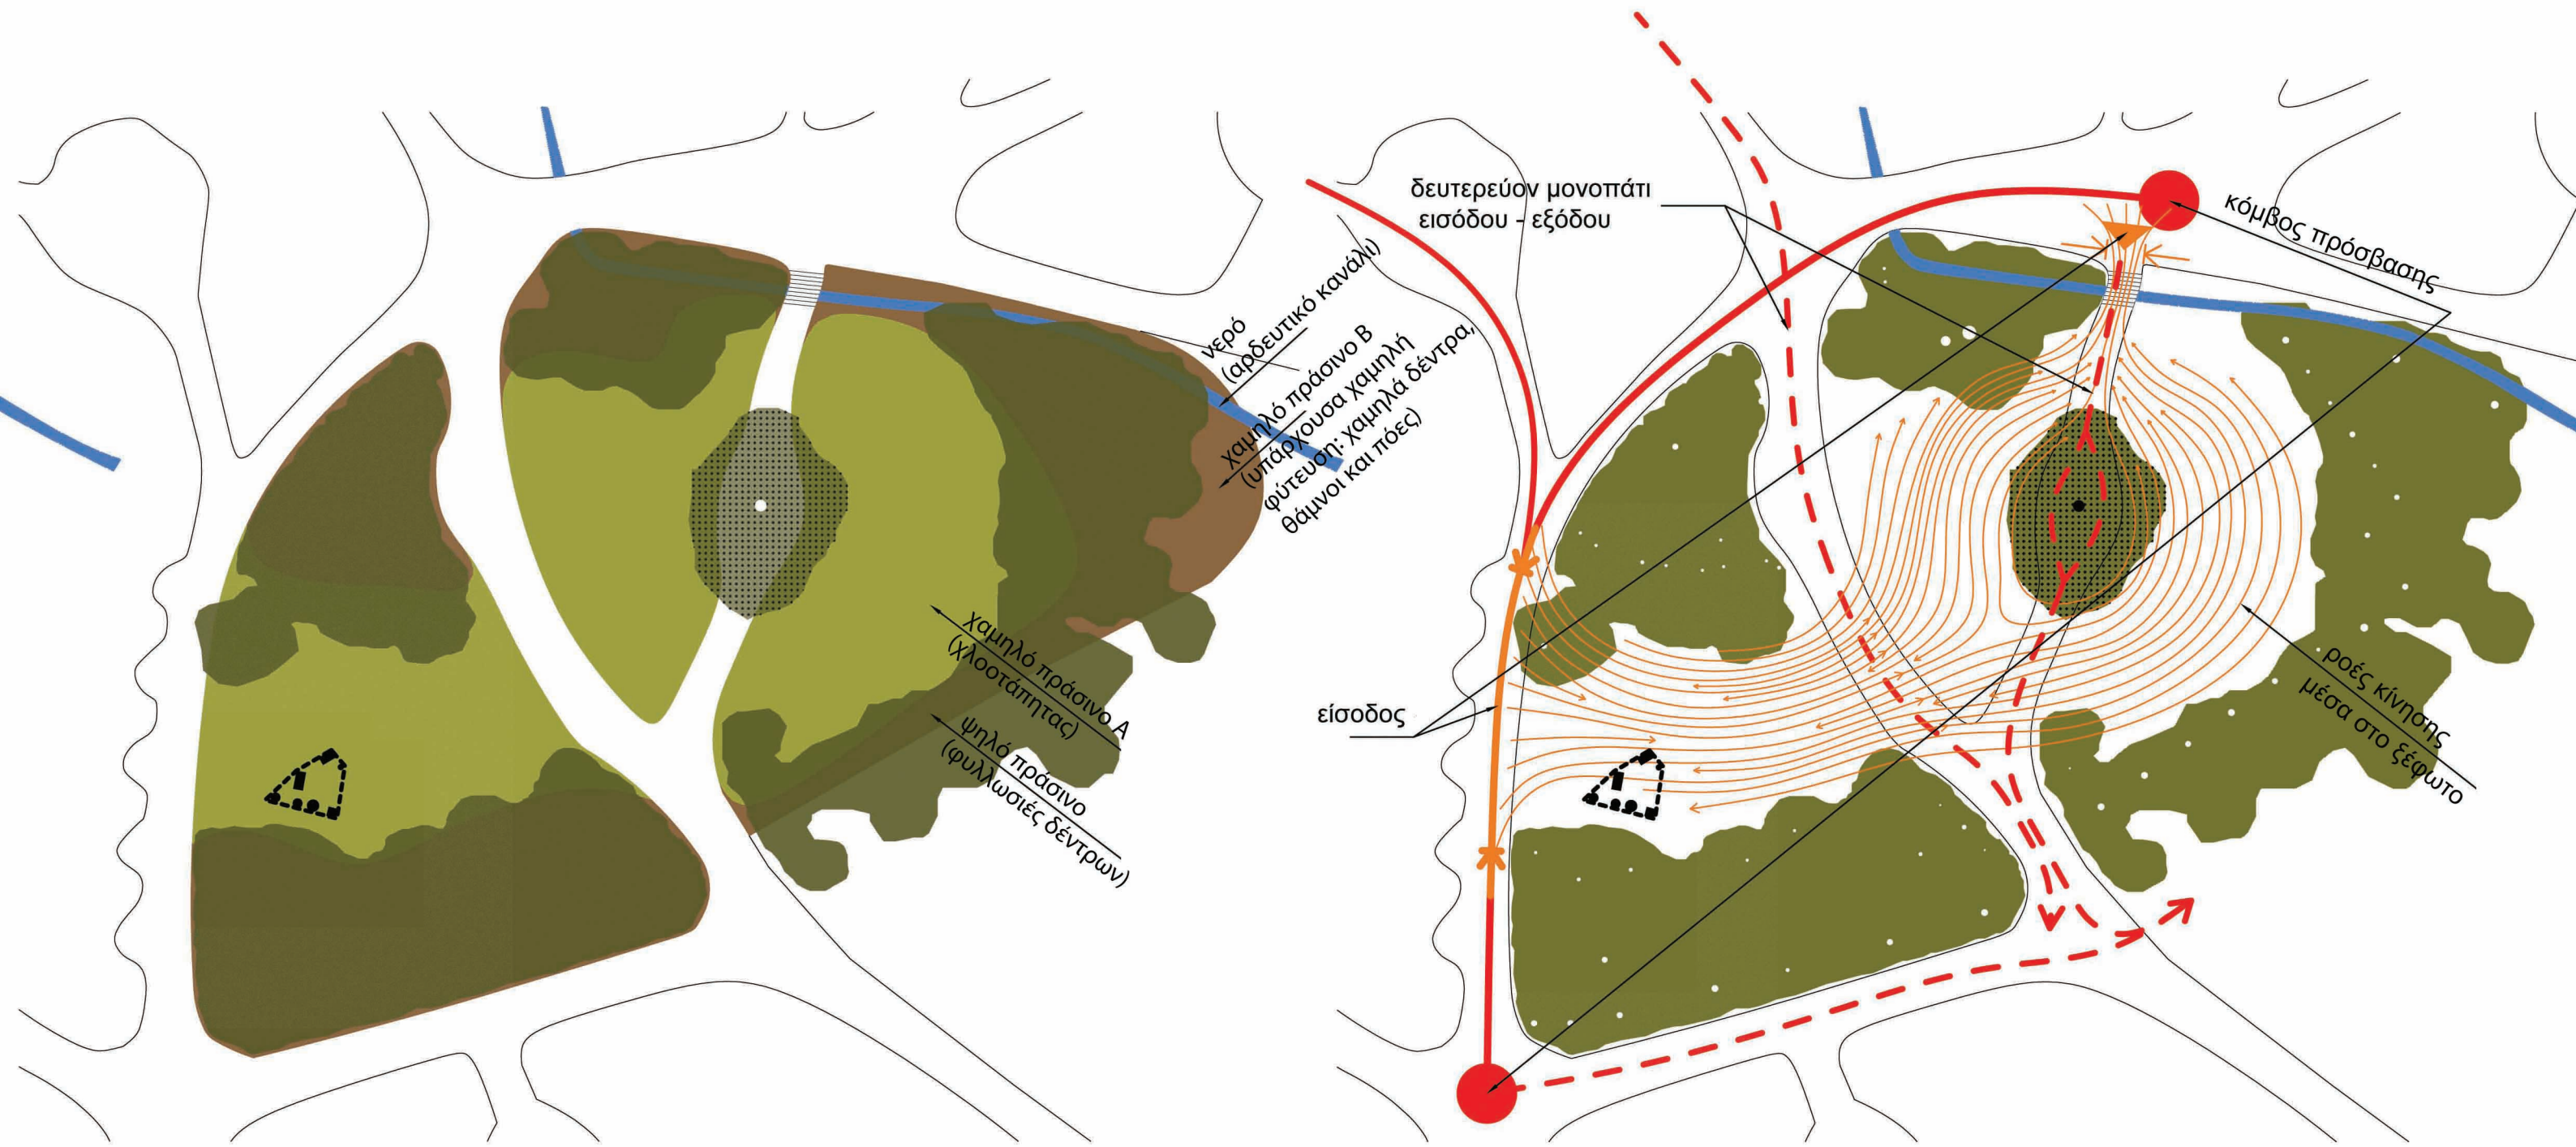 νερό
(αρδευτικό κανάλι)
χαμηλό πράσινο Β
(υπάρχουσα χαμηλή
φύτευση: χαμηλά δέντρα,
θάμνοι και πόες)
χαμηλό πράσινο Α
(χλοοτάπητας)
ψηλό πράσινο
(φυλλωσιές δέντρων)
δευτερεύον μονοπάτι
εισόδου - εξόδου
κόμβος πρόσβασης
είσοδος
ροές κίνησης
μέσα στο ξέφωτο